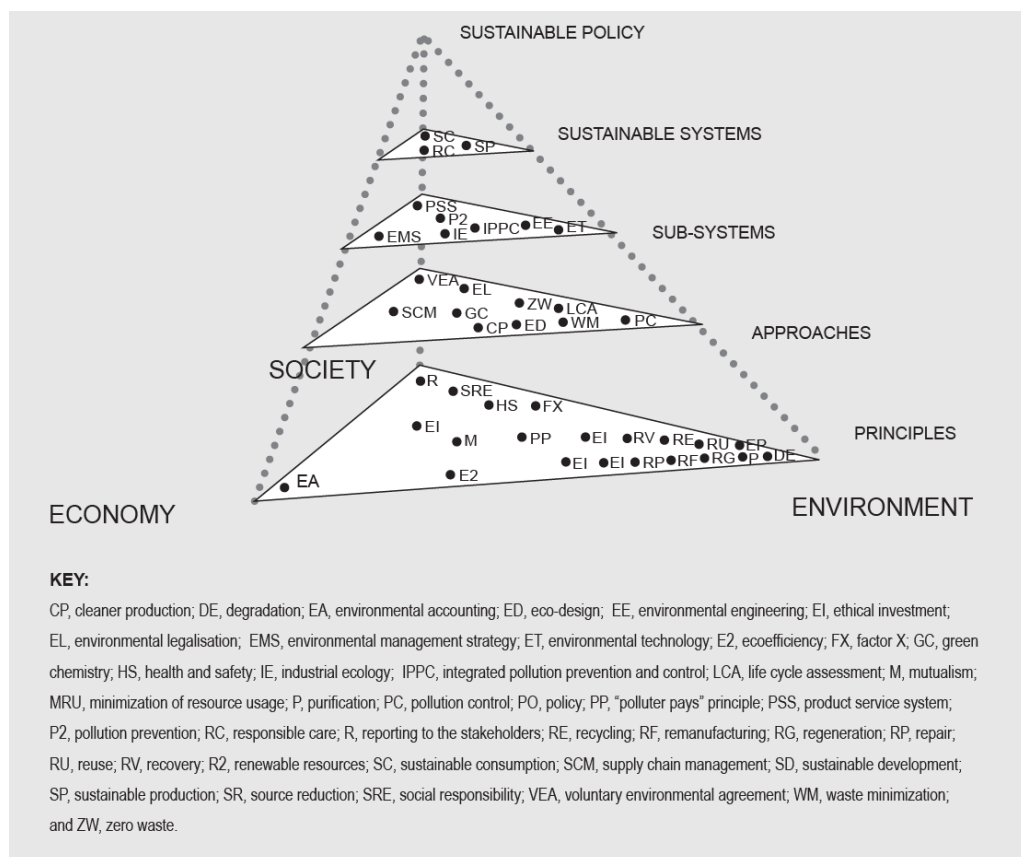 SUSTAINABLE POLICY
SUSTAINABLE SYSTEMS
SC
RC
SP
SUB-SYSTEMS
PSS
P2
EMS
IE
IPPC
EE
ET
APPROACHES
VEA
EL
SCM
GC
CP
ZW
ED
LCA
WM
PC
SOCIETY
PRINCIPLES
R
SRE
HS
FX
EI
M
PP
EI
RV
RE
RU
EP
EI
EI
RP
RF
RG
P
DE
E2
EA
ECONOMY
ENVIRONMENT
KEY:
CP, cleaner production; DE, degradation; EA, environmental accounting; ED, eco-design; EE, environmental engineering; EI, ethical investment;
EL, environmental legalisation; EMS, environmental management strategy; ET, environmental technology; E2, ecoefficiency; FX, factor X; GC, green
chemistry; HS, health and safety; IE, industrial ecology; IPPC, integrated pollution prevention and control; LCA, life cycle assessment; M, mutualism;
MRU, minimization of resource usage; P, purification; PC, pollution control; PO, policy; PP, “polluter pays” principle; PSS, product service system;
P2, pollution prevention; RC, responsible care; R, reporting to the stakeholders; RE, recycling; RF, remanufacturing; RG, regeneration; RP, repair;
RU, reuse; RV, recovery; R2, renewable resources; SC, sustainable consumption; SCM, supply chain management; SD, sustainable development;
SP, sustainable production; SR, source reduction; SRE, social responsibility; VEA, voluntary environmental agreement; WM, waste minimization;
and ZW, zero waste.